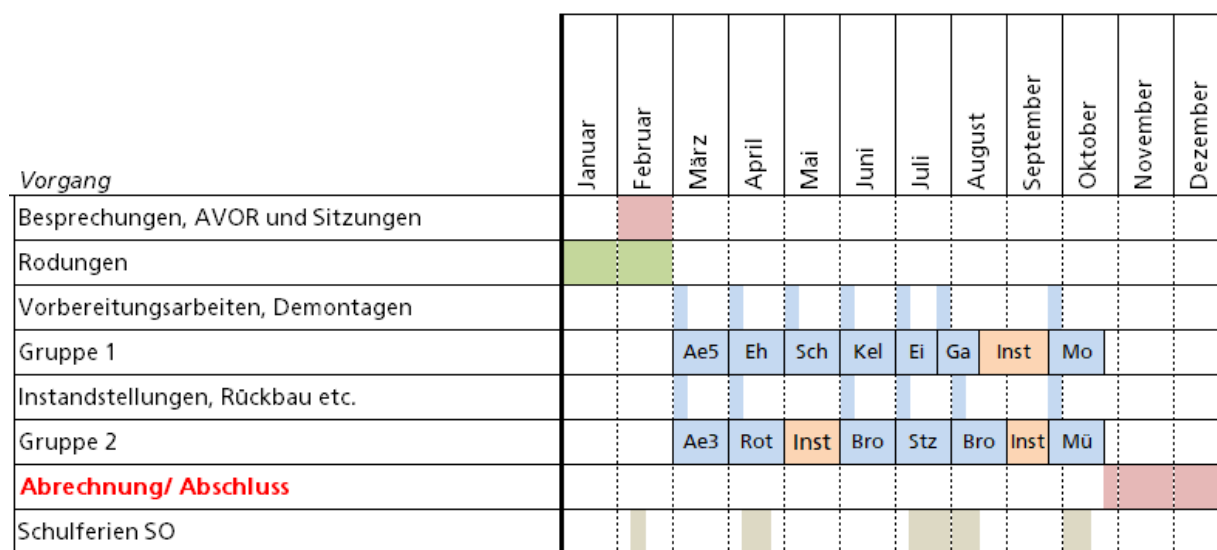 Vorgang Januar Februar März April Mai Juni Juli August September Oktober November Dezember
Besprechungen, AVOR und Sitzungen
Rodungen
Vorbereitungsarbeiten, Demontagen
Gruppe 1 Ae5 Eh Sch Kel Ei Ga Inst Mo
Instandstellungen, Rückbau etc.
Gruppe 2 Ae3 Rot Inst Bro Stz Bro Inst Mü
Abrechnung/ Abschluss
Schulferien SO